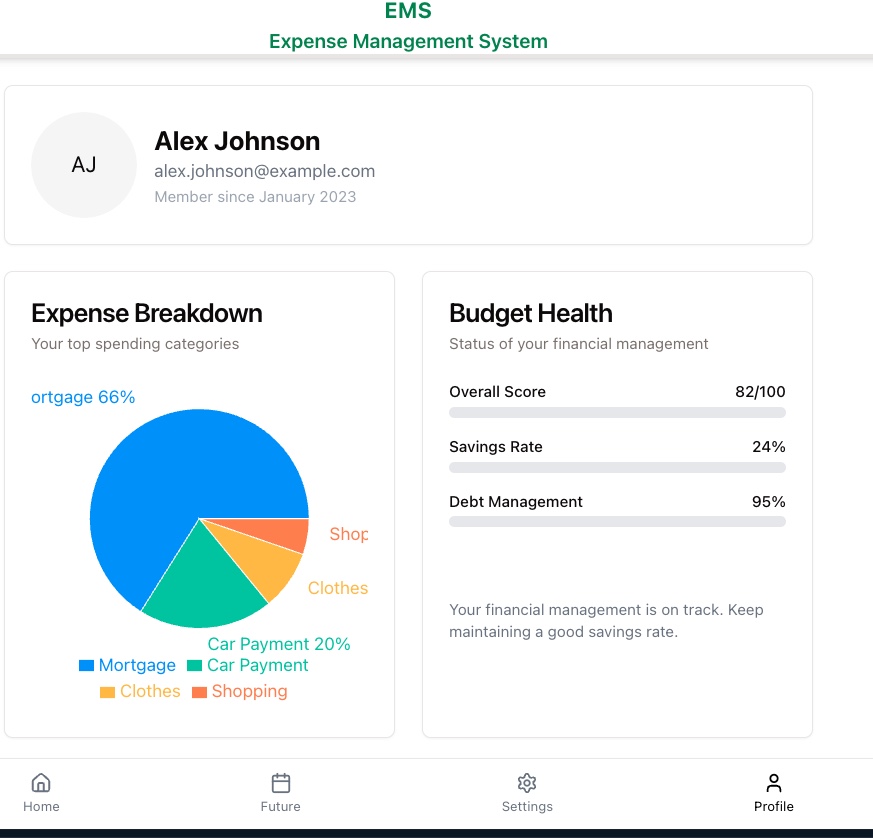 EMS
Expense Management System
AJ
Alex Johnson
alex.johnson@example.com
Member since January 2023
Expense Breakdown
Your top spending categories
ortgage 66%
Shop
Clothes
Car Payment 20%
Mortgage Car Payment
Clothes Shopping
Budget Health
Status of your financial management
Overall Score 82/100
Savings Rate 24%
Debt Management 95%
Your financial management is on track. Keep
maintaining a good savings rate.
Home Future Settings Profile